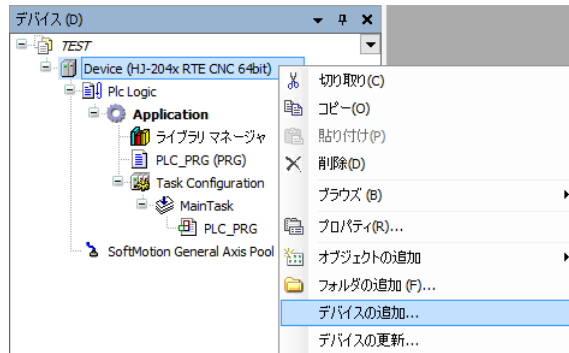 デバイス (D)
TEST
Device (HJ-204x RTE CNC 64bit)
Plc Logic
Application
ライブラリ マネージャ
PLC_PRG (PRG)
Task Configuration
MainTask
PLC_PRG
SoftMotion General Axis Pool
切り取り(C)
コピー(O)
貼り付け(P)
削除(D)
ブラウズ (B)
プロパティ(R)...
オブジェクトの追加
フォルダの追加 (F)...
デバイスの追加...
デバイスの更新...